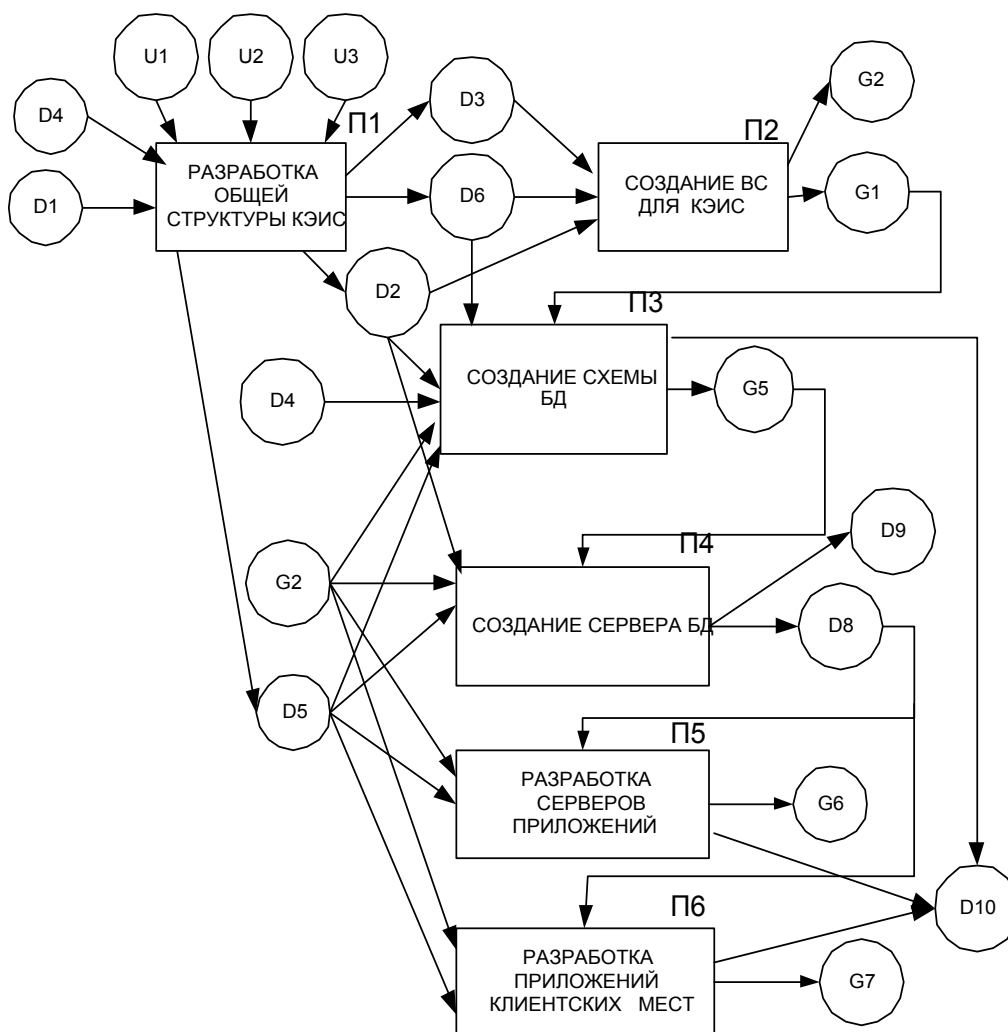 U1
U2
U3
D4
D3
G2
П1
П2
РАЗРАБОТКА
ОБЩЕЙ
СТРУКТУРЫ КЭИС
СОЗДАНИЕ ВС
ДЛЯ КЭИС
D1
D6
G1
D2
П3
СОЗДАНИЕ СХЕМЫ
БД
D4
G5
П4
D9
G2
СОЗДАНИЕ СЕРВЕРА БД
D8
D5
П5
РАЗРАБОТКА
СЕРВЕРОВ
ПРИЛОЖЕНИЙ
G6
П6
D10
РАЗРАБОТКА
ПРИЛОЖЕНИЙ
КЛИЕНТСКИХ МЕСТ
G7